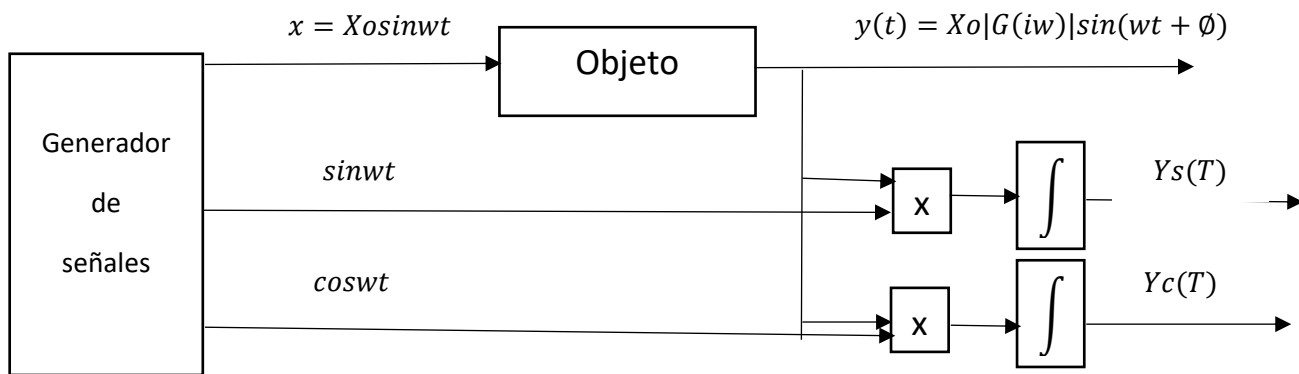 x = Xosinwt
y(t) = Xo|G(iw)|sin(wt + ∅)
Objeto
Generador
de
señales
sinwt
x
∫
Ys(T)
coswt
x
∫
Yc(T)